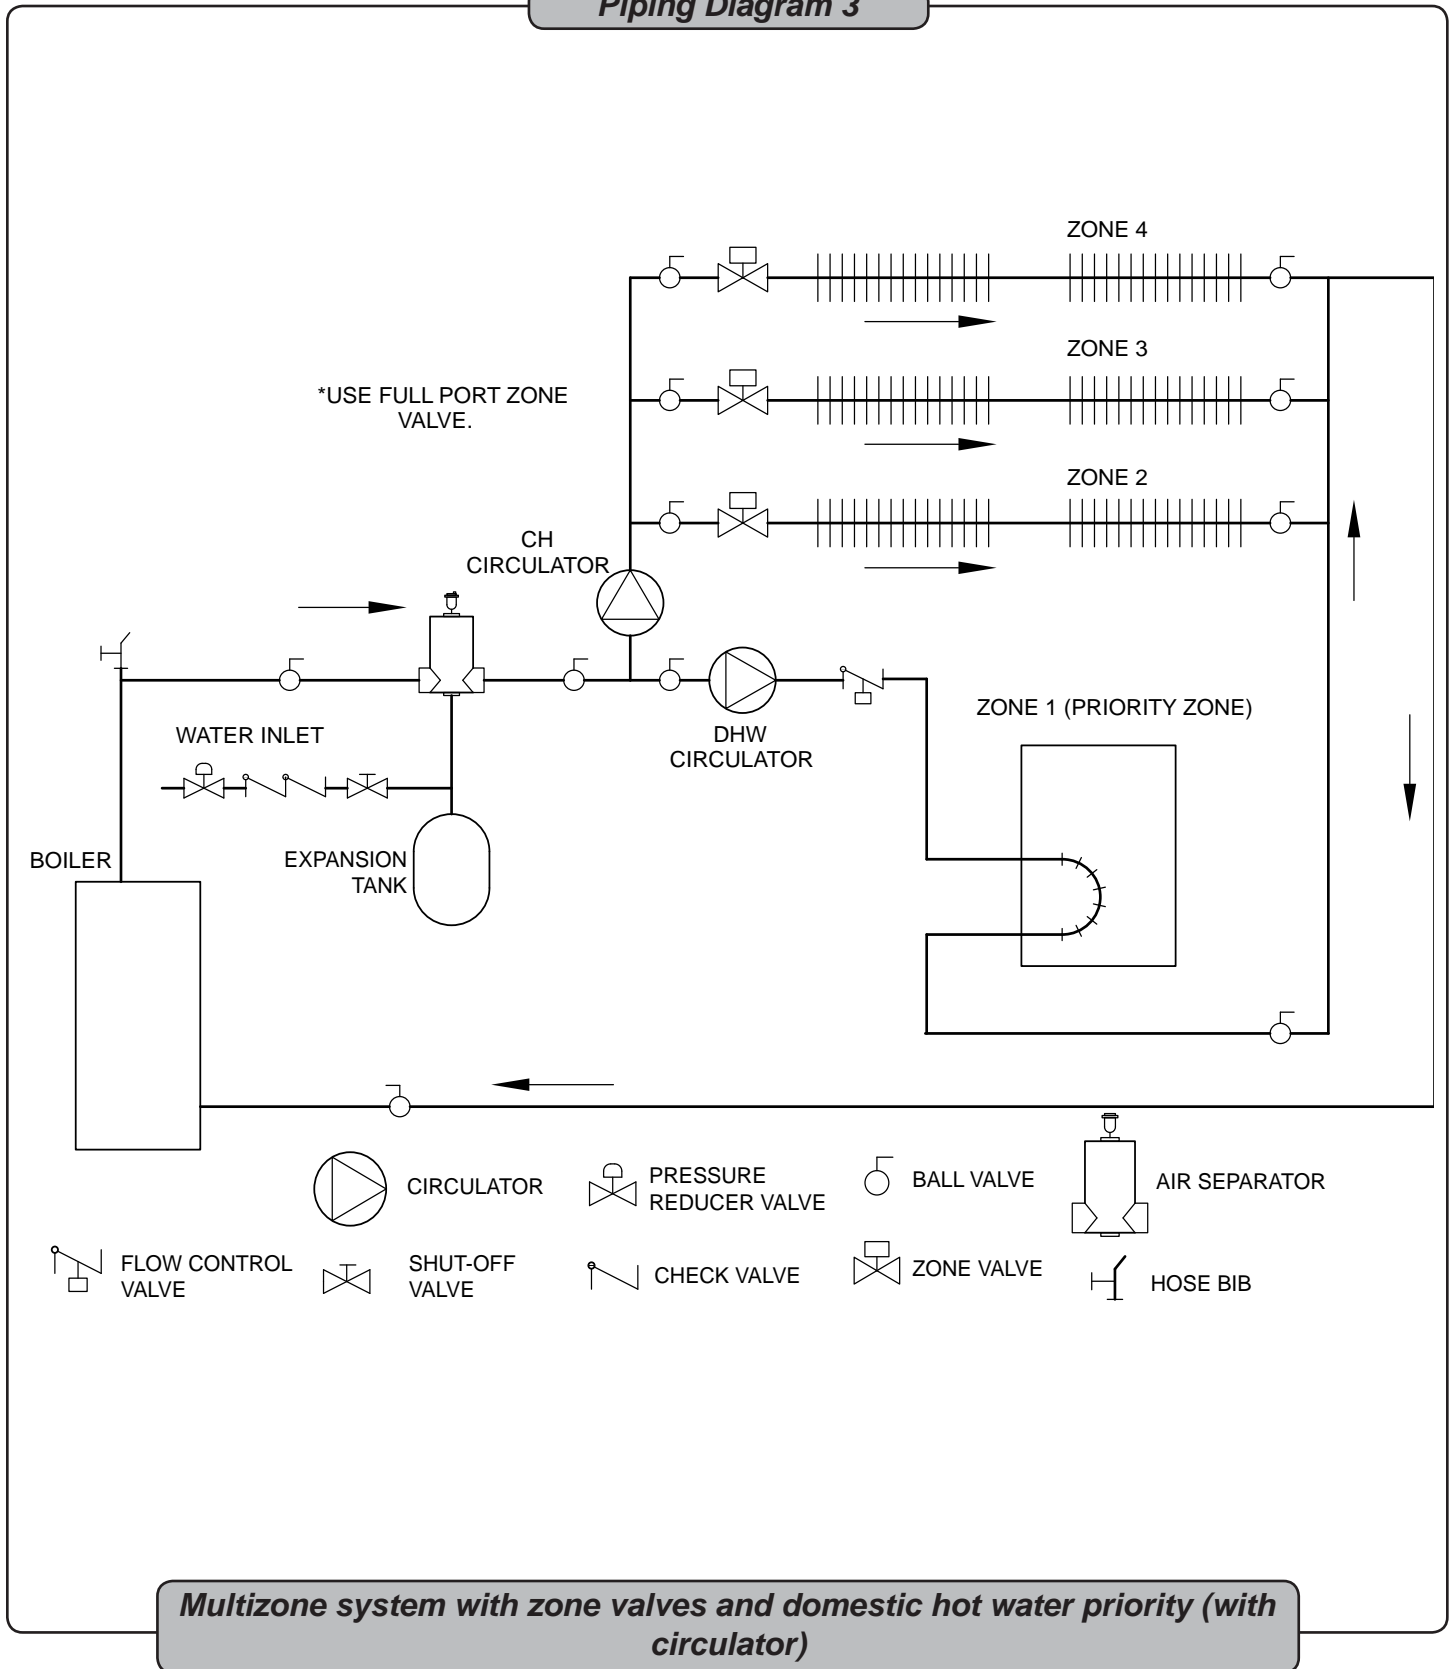 Piping Diagram 3
ZONE 4
ZONE 3
*USE FULL PORT ZONE
VALVE.
ZONE 2
CH
CIRCULATOR
ZONE 1 (PRIORITY ZONE)
WATER INLET
DHW
CIRCULATOR
BOILER
EXPANSION
TANK
CIRCULATOR
PRESSURE
REDUCER VALVE
BALL VALVE
AIR SEPARATOR
FLOW CONTROL
VALVE
SHUT-OFF
VALVE
CHECK VALVE
ZONE VALVE
HOSE BIB
Multizone system with zone valves and domestic hot water priority (with
circulator)